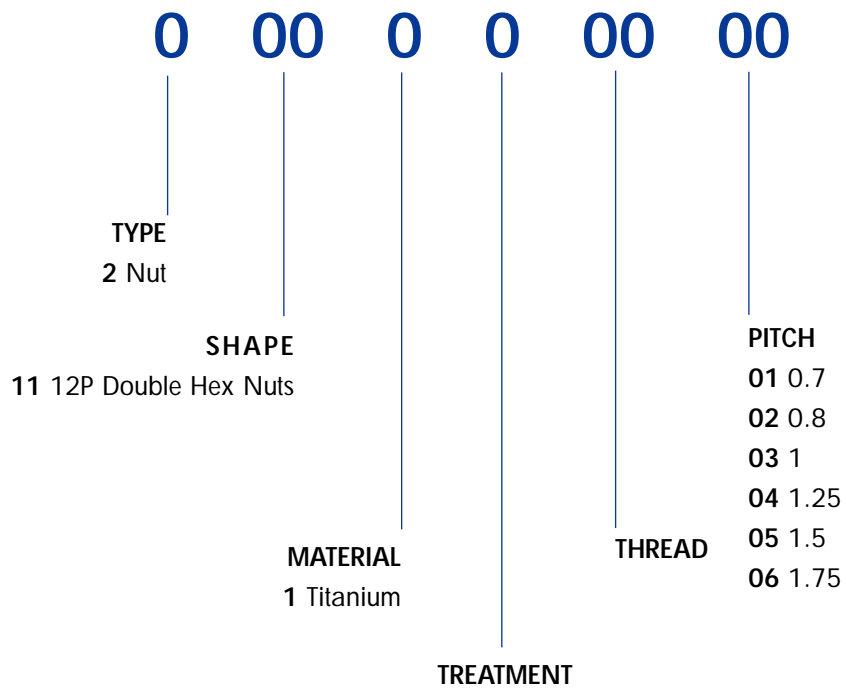 0 00 0 0 00 00
TYPE
2 Nut
SHAPE
11 12P Double Hex Nuts
MATERIAL
1 Titanium
TREATMENT
THREAD
PITCH
01 0.7
02 0.8
03 1
04 1.25
05 1.5
06 1.75